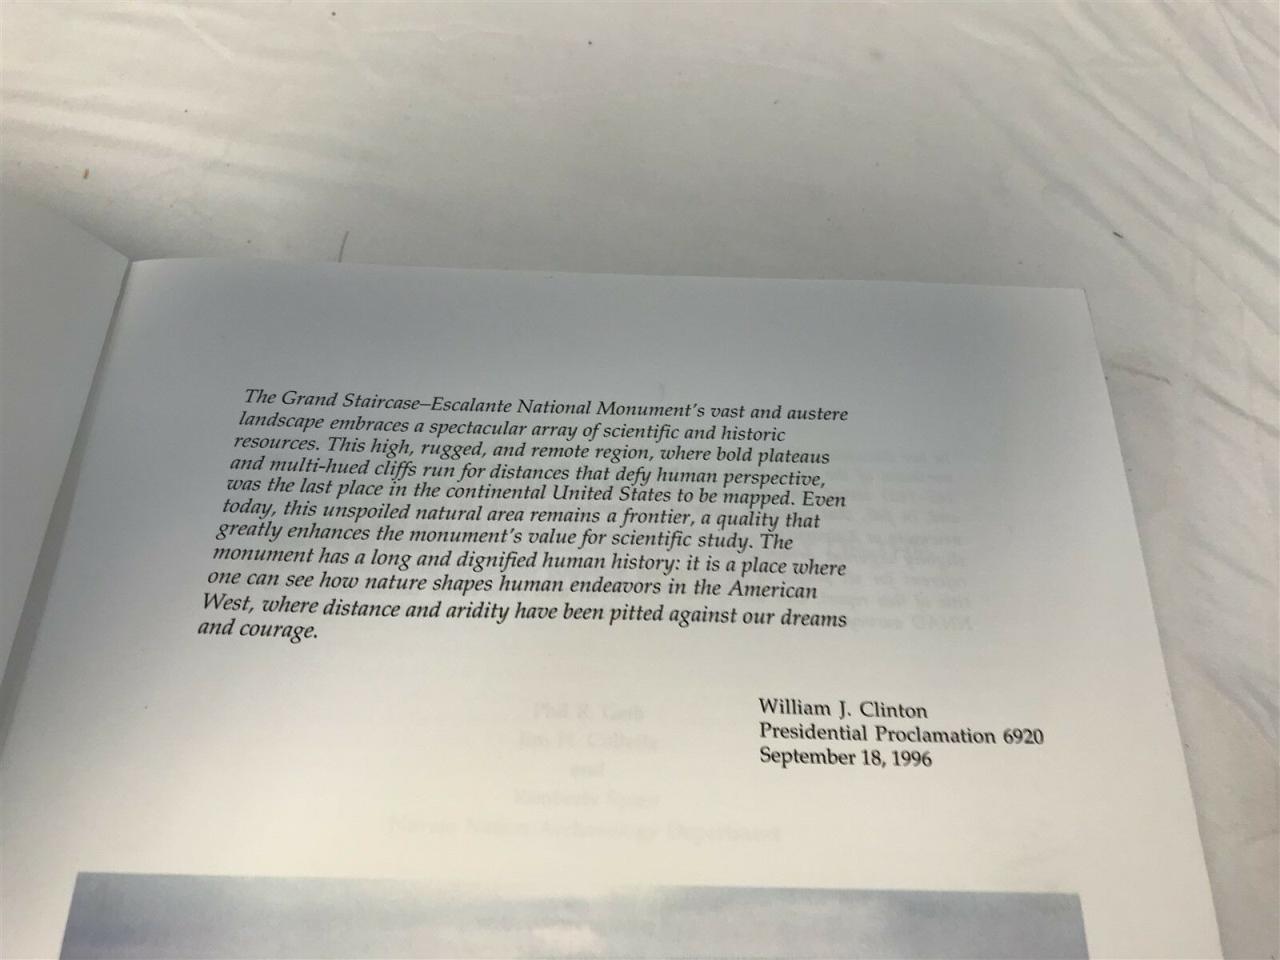 The Grand Staircase–Escalante National Monument's vast and austere
landscape embraces a spectacular array of scientific and historic
resources. This high, rugged, and remote region, where bold plateaus
and multi-hued cliffs run for distances that defy human perspective,
was the last place in the continental United States to be mapped. Even
today, this unspoiled natural area remains a frontier, a quality that
greatly enhances the monument's value for scientific study. The
monument has a long and dignified human history: it is a place where
one can see how nature shapes human endeavors in the American
West, where distance and aridity have been pitted against our dreams
and courage.
William J. Clinton
Presidential Proclamation 6920
September 18, 1996
and
Navajo Nation Archaeology Department